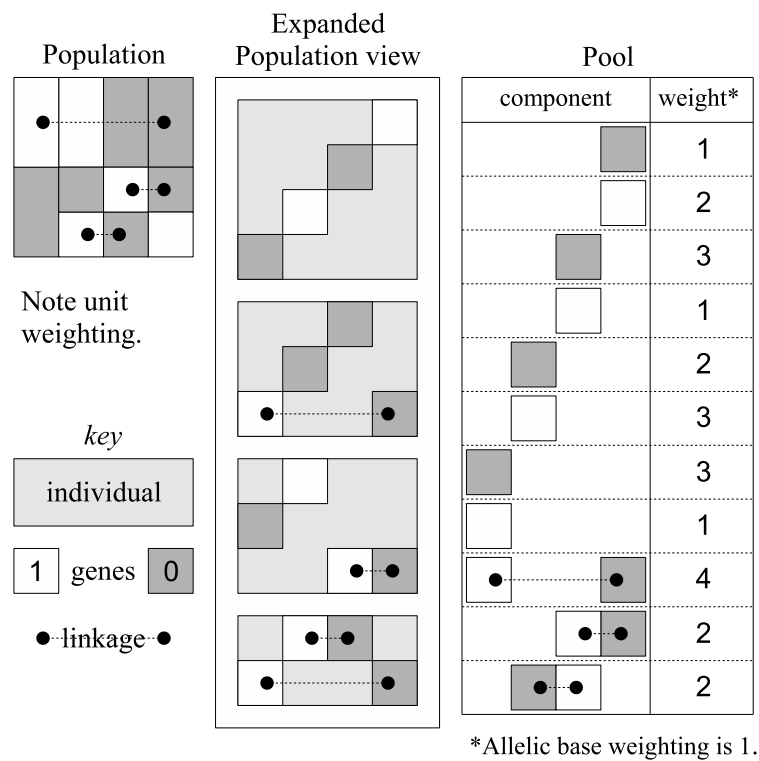 Population
Note unit
weighting.
key
individual
1 genes 0
linkage
Expanded
Population view
Pool
component weight*
1
2
3
1
2
3
3
1
4
2
2
*Allelic base weighting is 1.